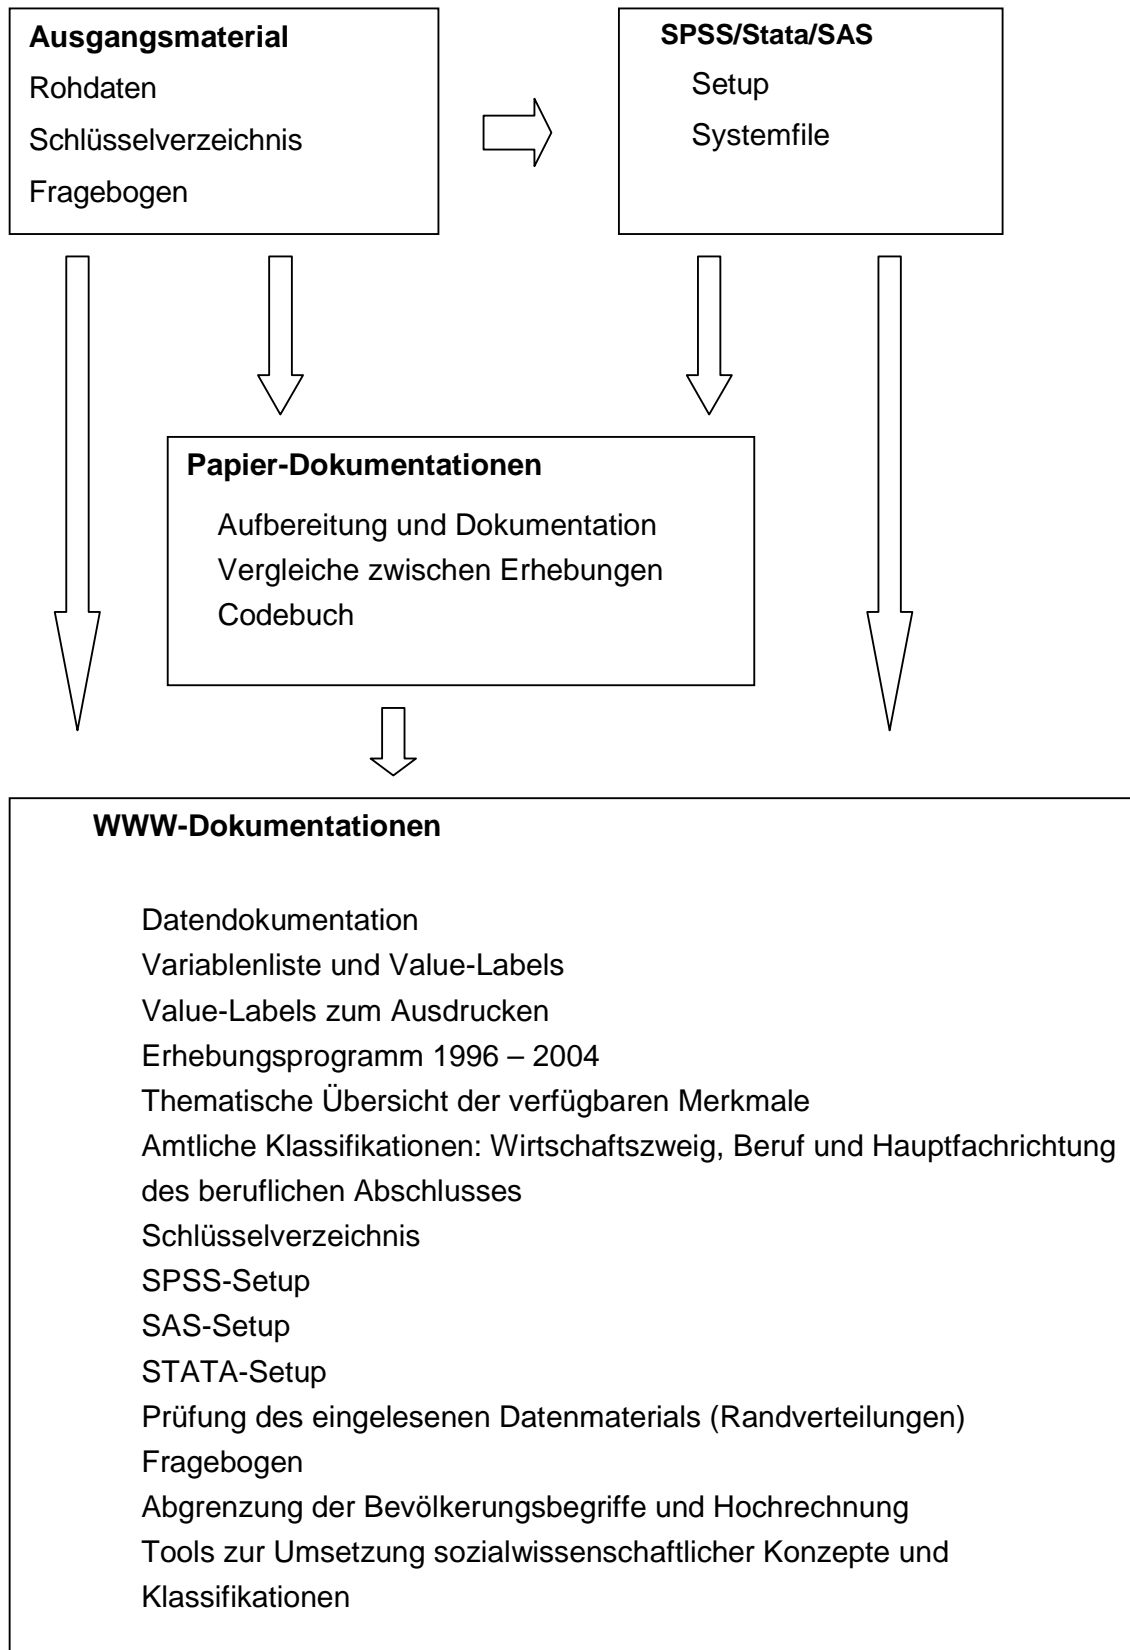 Ausgangsmaterial
Rohdaten
Schlüsselverzeichnis
Fragebogen
SPSS/Stata/SAS
Setup
Systemfile
Papier-Dokumentationen
Aufbereitung und Dokumentation
Vergleiche zwischen Erhebungen
Codebuch
WWW-Dokumentationen
Datendokumentation
Variablenliste und Value-Labels
Value-Labels zum Ausdrucken
Erhebungsprogramm 1996 – 2004
Thematische Übersicht der verfügbaren Merkmale
Amtliche Klassifikationen: Wirtschaftszweig, Beruf und Hauptfachrichtung
des beruflichen Abschlusses
Schlüsselverzeichnis
SPSS-Setup
SAS-Setup
STATA-Setup
Prüfung des eingelesenen Datenmaterials (Randverteilungen)
Fragebogen
Abgrenzung der Bevölkerungsbegriffe und Hochrechnung
Tools zur Umsetzung sozialwissenschaftlicher Konzepte und
Klassifikationen